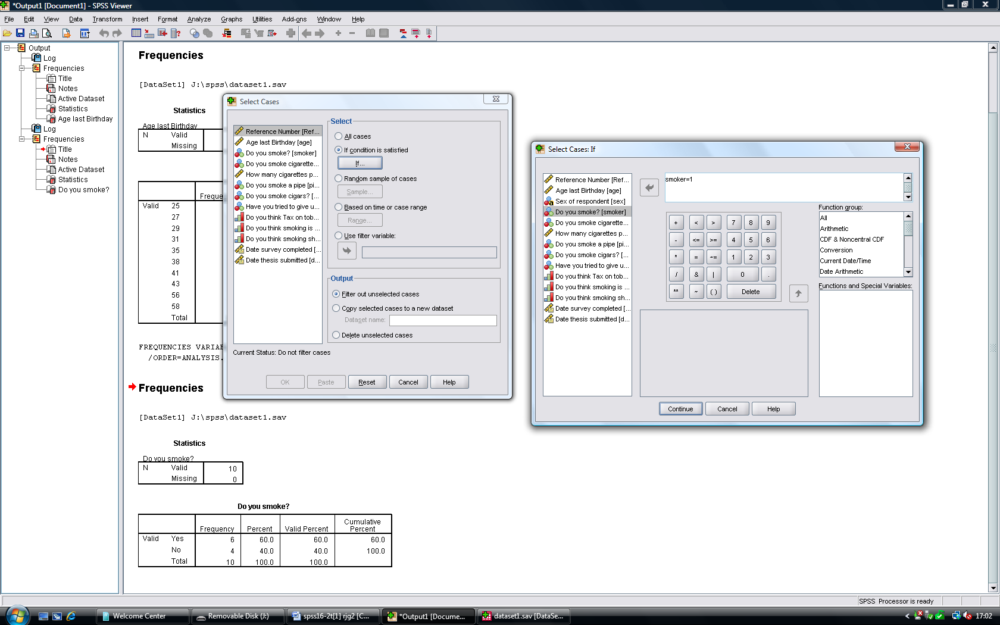 *Output1 [Document1] - SPSS Viewer
File Edit View Data Transform Insert Format Analyze Graphs Utilities Add-ons Window Help
Output
Log
Frequencies
Title
Notes
Active Dataset
Statistics
Age last Birthday
Log
Frequencies
Title
Notes
Active Dataset
Statistics
Do you smoke?
Frequencies
[DataSet1] J:\spss\dataset1.sav
Statistics
Age last Birthday
N Valid
Missing
Freque
Valid 25
27
29
31
35
38
41
43
56
58
Total
FREQUENCIES VARIAB
/ORDER=ANALYSIS.
Frequencies
[DataSet1] J:\spss\dataset1.sav
Statistics
Do you smoke?
N Valid 10
Missing 0
Do you smoke?
Frequency Percent Valid Percent Cumulative Percent
Valid Yes 6 60.0 60.0 60.0
No 4 40.0 40.0 100.0
Total 10 100.0 100.0
Select Cases
Reference Number [Ref...
Age last Birthday [age]
Do you smoke? [smoker]
Do you smoke cigarette...
How many cigarettes p...
Do you smoke a pipe [pi...
Do you smoke cigars? [...
Have you tried to give u...
Do you think Tax on tob...
Do you think smoking is ...
Do you think smoking sh...
Date survey completed [...
Date thesis submitted [d...
Select
All cases
If condition is satisfied
If...
Random sample of cases
Sample...
Based on time or case range
Range...
Use filter variable:
Output
Filter out unselected cases
Copy selected cases to a new dataset
Dataset name:
Delete unselected cases
Current Status: Do not filter cases
OK Paste Reset Cancel Help
Select Cases: If
Reference Number [Ref...
Age last Birthday [age]
Sex of respondent [sex]
Do you smoke? [smoker]
Do you smoke cigarette...
How many cigarettes p...
Do you smoke a pipe [pi...
Do you smoke cigars? [...
Have you tried to give u...
Do you think Tax on tob...
Do you think smoking is ...
Do you think smoking sh...
Date survey completed [...
Date thesis submitted [d...
smoker=1
+ < > 7 8 9
- <= >= 4 5 6
* = ~= 1 2 3
/ & | 0 .
** ~ ( ) Delete
Function group:
All
Arithmetic
CDF & Noncentral CDF
Conversion
Current Date/Time
Date Arithmetic
Functions and Special Variables:
Continue Cancel Help
SPSS Processor is ready
Welcome Center
Removable Disk (J:)
spss16-2t[1] rjg2 [C...
*Output1 [Docume...
dataset1.sav [DataSe...
17:02